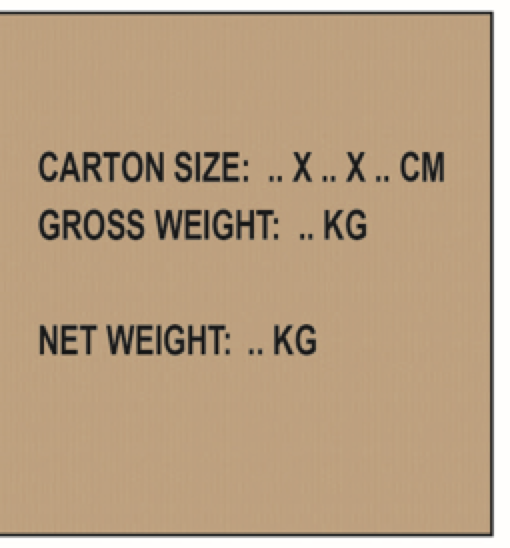 CARTON SIZE: .. X .. X .. CM
GROSS WEIGHT: .. KG
NET WEIGHT: .. KG